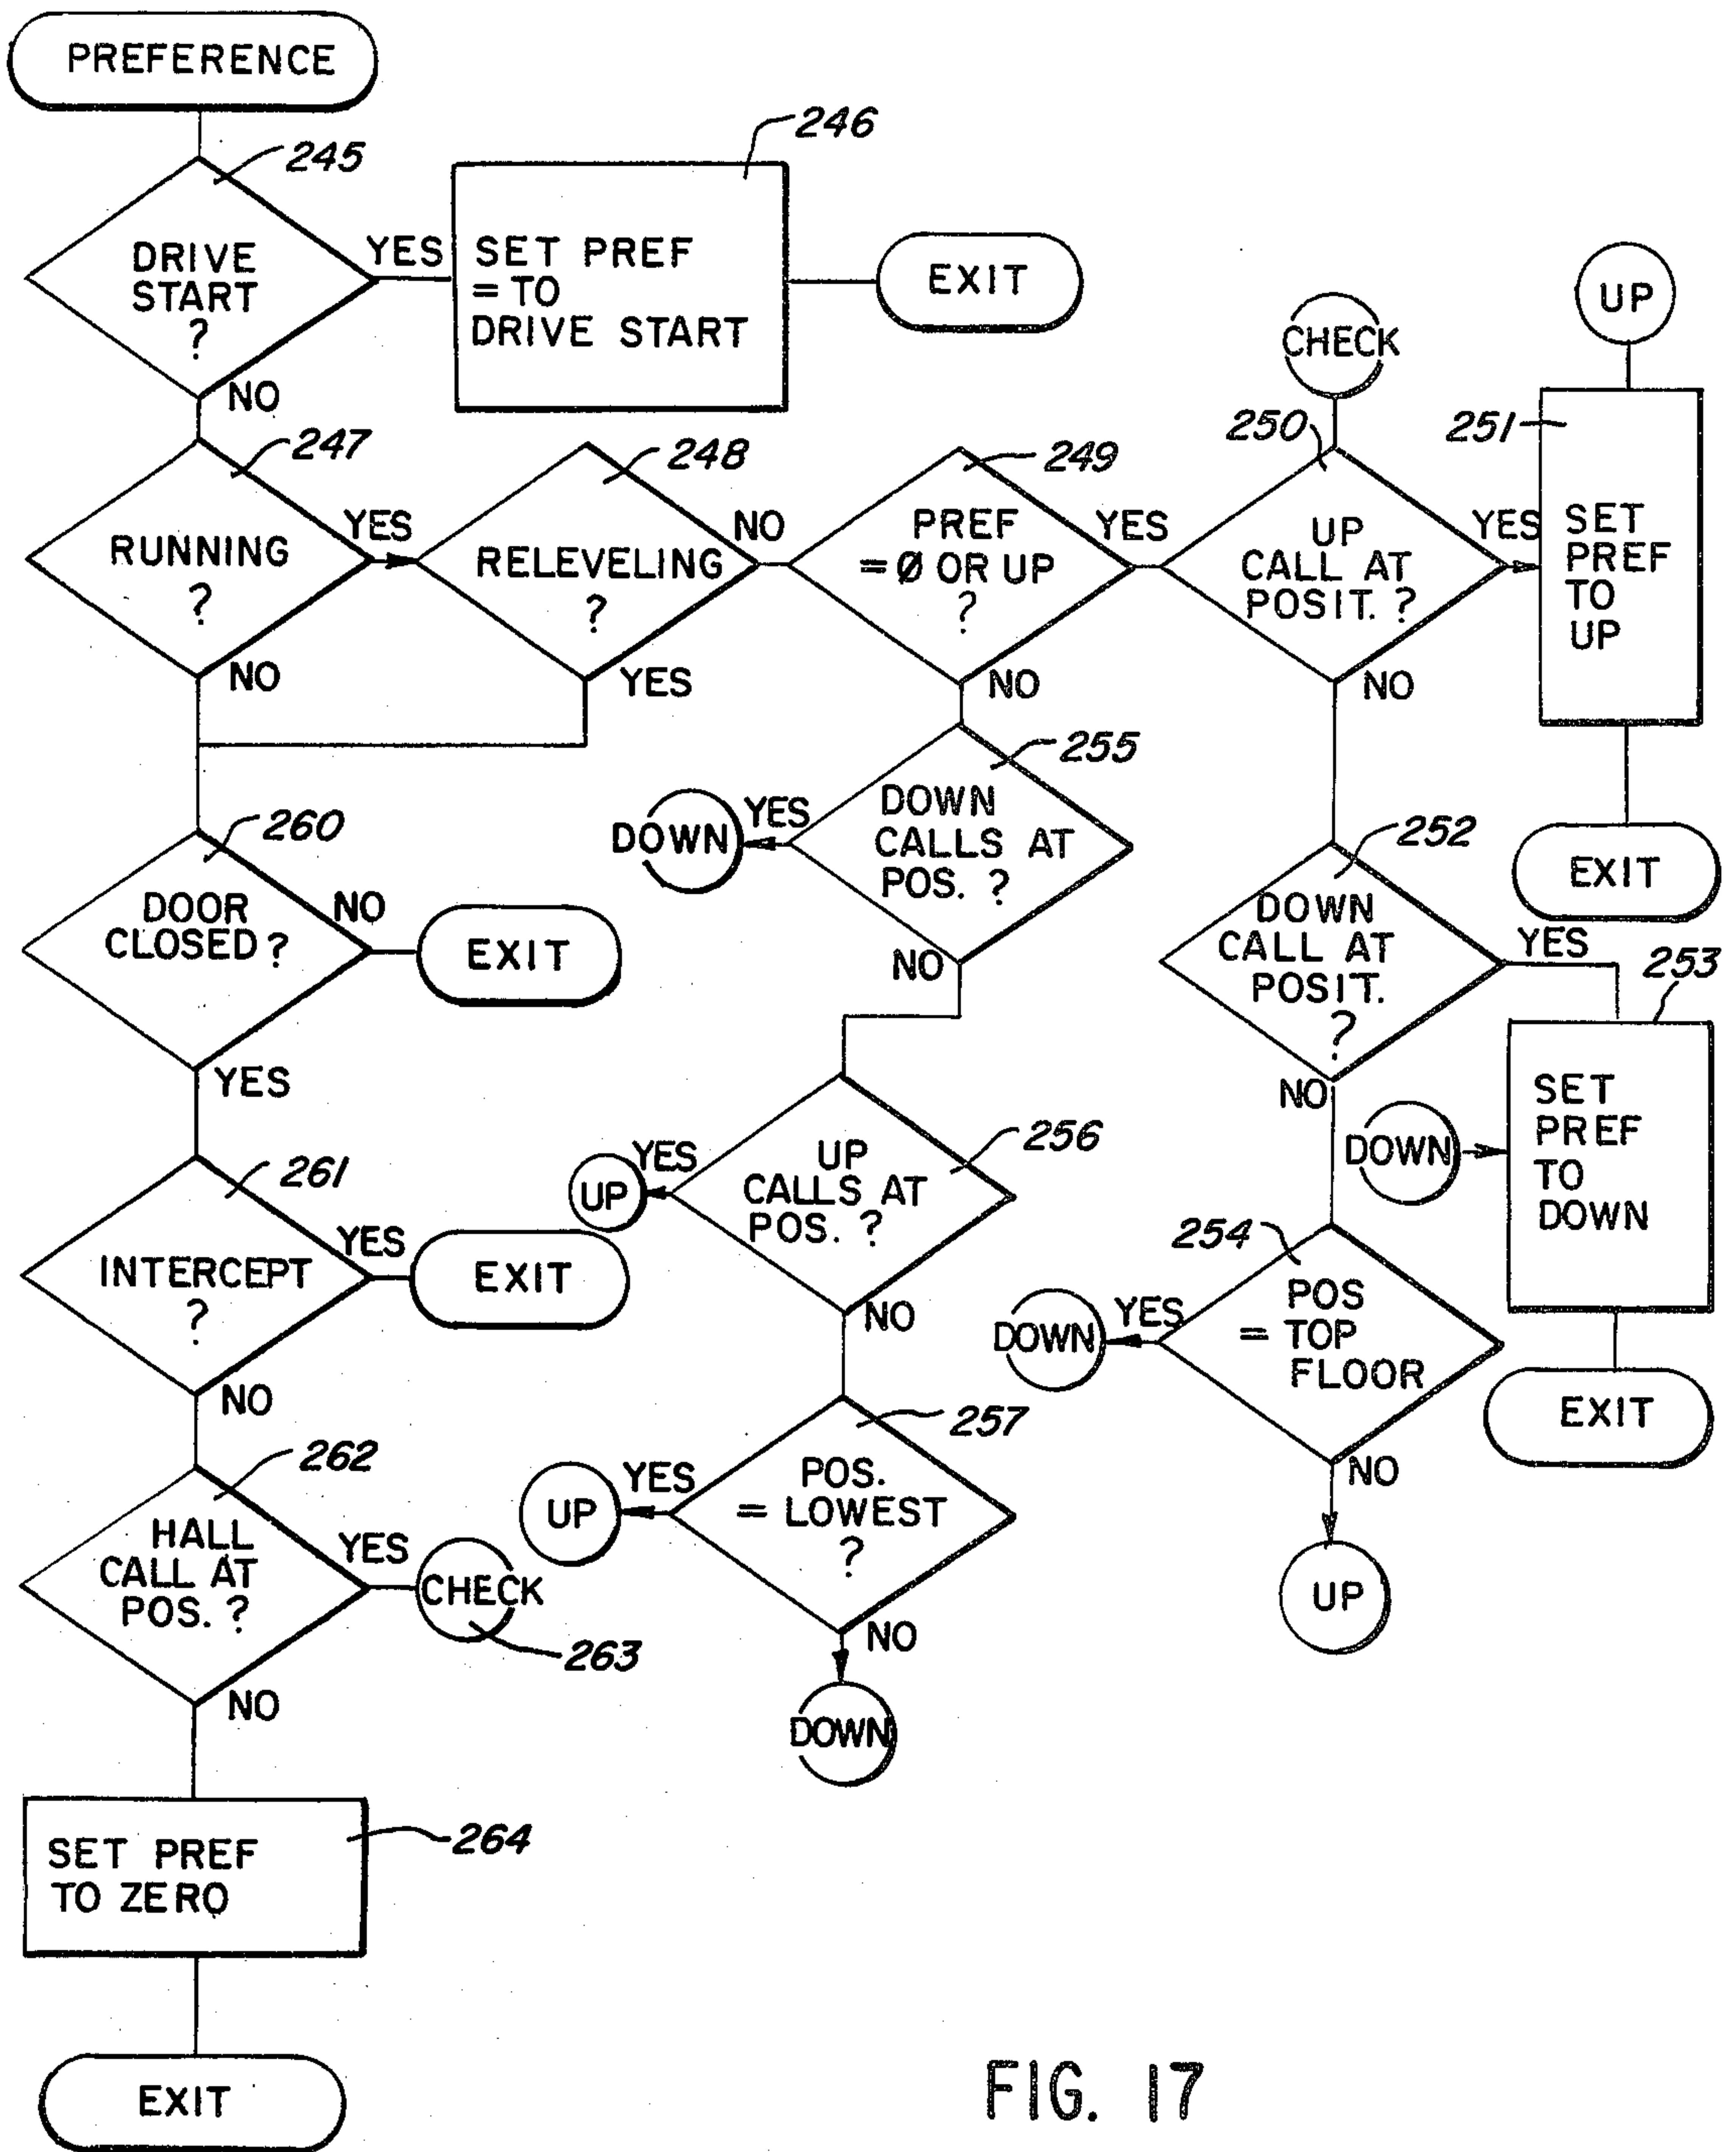 PREFERENCE
245
DRIVE
START
?
YES
NO
246
SET PREF
= TO
DRIVE START
EXIT
247
RUNNING
?
YES
NO
248
RELEVELING
?
NO
YES
249
PREF
= Ø OR UP
?
YES
NO
CHECK
250
UP
CALL AT
POSIT. ?
YES
NO
UP
251
SET
PREF
TO
UP
EXIT
255
DOWN
CALLS AT
POS. ?
YES
DOWN
NO
252
DOWN
CALL AT
POSIT.
?
YES
NO
253
SET
PREF
TO
DOWN
DOWN
EXIT
260
DOOR
CLOSED ?
NO
EXIT
YES
256
UP
CALLS AT
POS. ?
YES
UP
NO
254
POS
= TOP
FLOOR
YES
DOWN
NO
UP
261
INTERCEPT
?
YES
EXIT
NO
257
POS.
= LOWEST
?
YES
UP
NO
DOWN
262
HALL
CALL AT
POS. ?
YES
CHECK
263
NO
264
SET PREF
TO ZERO
EXIT
FIG. 17